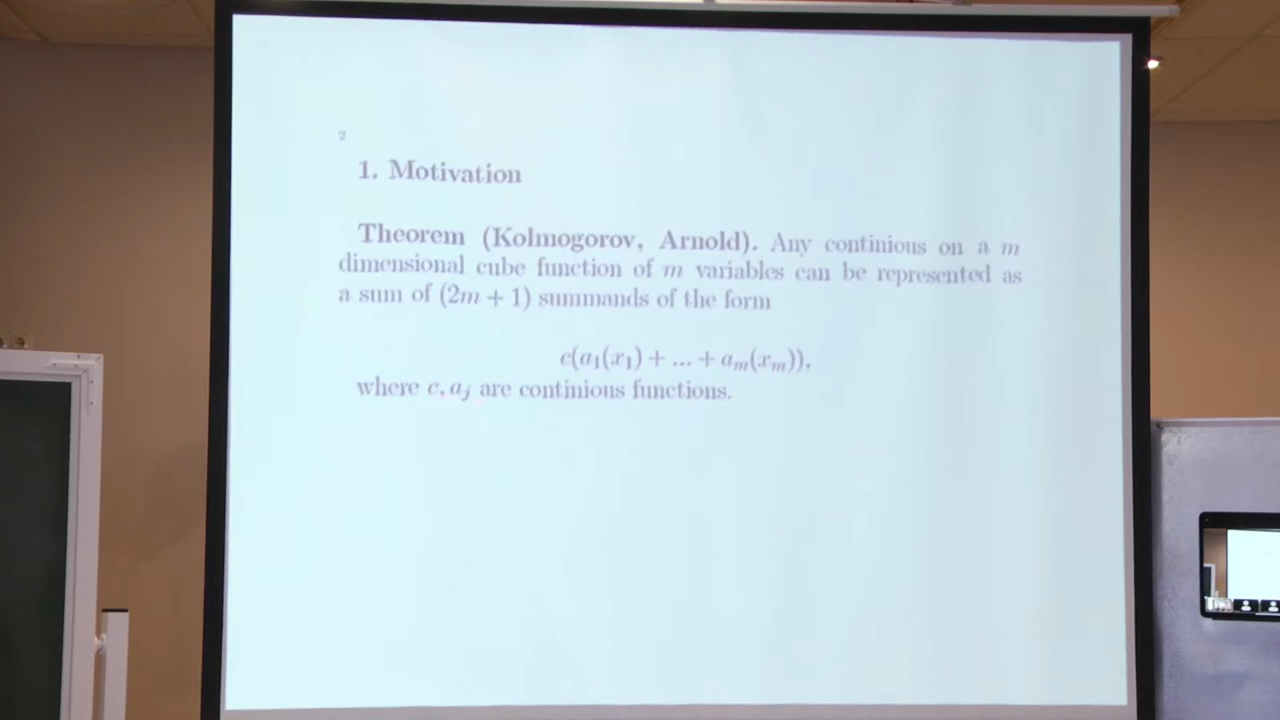 2
1. Motivation
Theorem (Kolmogorov, Arnold). Any continious on a m
dimensional cube function of m variables can be represented as
a sum of (2m + 1) summands of the form
c(a₁(x₁) + ... + aₘ(xₘ)),
where c, aⱼ are continious functions.